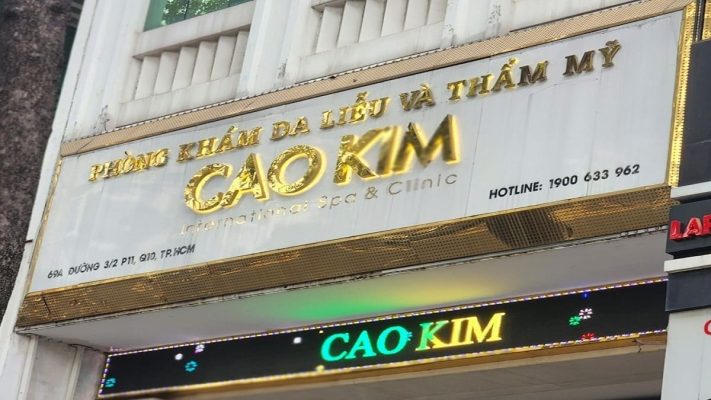 PHÒNG KHÁM DA LIỄU VÀ THẨM MỸ
CAO KIM
International Spa & Clinic
HOTLINE: 1900 633 962
69A ĐƯỜNG 3/2 P11, Q10, TP.HCM
CAO KIM